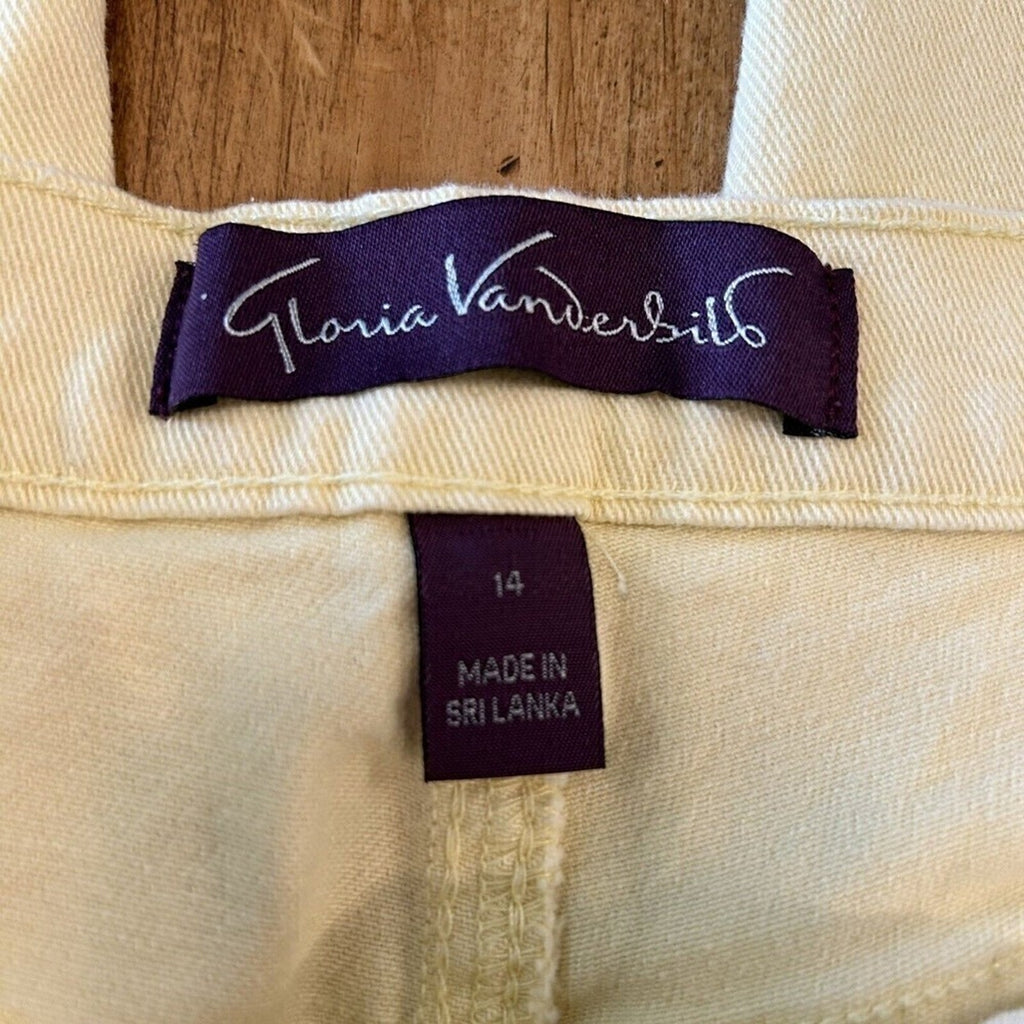 Gloria Vanderbilt
14
MADE IN
SRI LANKA